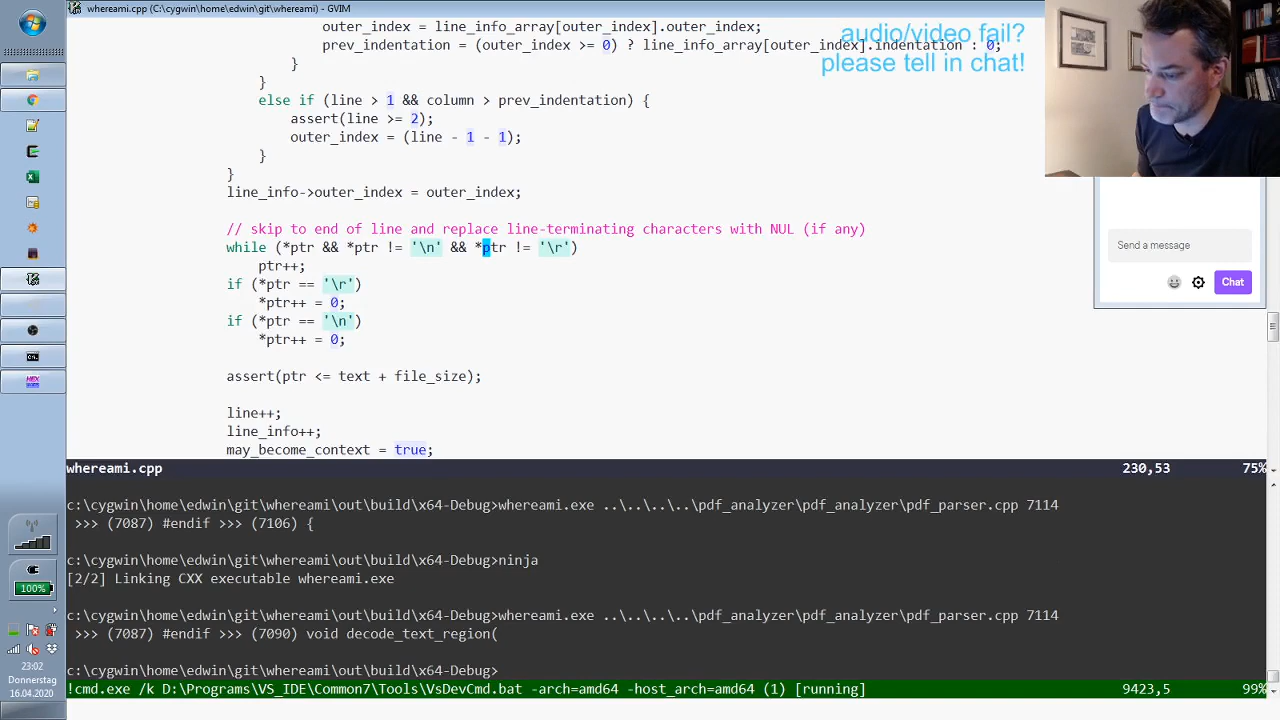 whereami.cpp (C:\cygwin\home\edwin\git\whereami) - GVIM
outer_index = line_info_array[outer_index].outer_index;
prev_indentation = (outer_index >= 0) ? line_info_array[outer_index].indentation : 0;
}
}
else if (line > 1 && column > prev_indentation) {
assert(line >= 2);
outer_index = (line - 1 - 1);
}
}
line_info->outer_index = outer_index;
// skip to end of line and replace line-terminating characters with NUL (if any)
while (*ptr && *ptr != '\n' && *ptr != '\r')
ptr++;
if (*ptr == '\r')
*ptr++ = 0;
if (*ptr == '\n')
*ptr++ = 0;
assert(ptr <= text + file_size);
line++;
line_info++;
may_become_context = true;
whereami.cpp 230,53 75%
c:\cygwin\home\edwin\git\whereami\out\build\x64-Debug>whereami.exe ..\..\..\..\pdf_analyzer\pdf_analyzer\pdf_parser.cpp 7114
>>> (7087) #endif >>> (7106) {
c:\cygwin\home\edwin\git\whereami\out\build\x64-Debug>ninja
[2/2] Linking CXX executable whereami.exe
c:\cygwin\home\edwin\git\whereami\out\build\x64-Debug>whereami.exe ..\..\..\..\pdf_analyzer\pdf_analyzer\pdf_parser.cpp 7114
>>> (7087) #endif >>> (7090) void decode_text_region(
c:\cygwin\home\edwin\git\whereami\out\build\x64-Debug>
!cmd.exe /k D:\Programs\VS_IDE\Common7\Tools\VsDevCmd.bat -arch=amd64 -host_arch=amd64 (1) [running] 9423,5 99%
audio/video fail?
please tell in chat!
Send a message
Chat
HEX
100%
23:02
Donnerstag
16.04.2020